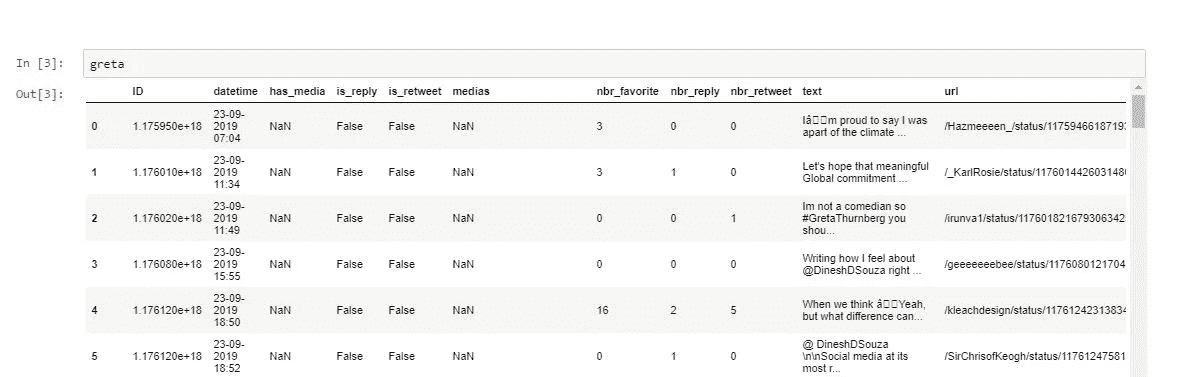 In [3]: greta
Out[3]:
ID datetime has_media is_reply is_retweet medias nbr_favorite nbr_reply nbr_retweet text url
0 1.175950e+18 23-09-2019 07:04 NaN False False NaN 3 0 0 Iâ▯▯m proud to say I was apart of the climate ... /Hazmeeeen_/status/1175946618719
1 1.176010e+18 23-09-2019 11:34 NaN False False NaN 3 1 0 Let's hope that meaningful Global commitment ... /_KarlRosie/status/117601442603148
2 1.176020e+18 23-09-2019 11:49 NaN False False NaN 0 0 1 Im not a comedian so #GretaThurnberg you shou... /irunva1/status/117601821679306342
3 1.176080e+18 23-09-2019 15:55 NaN False False NaN 0 0 0 Writing how I feel about @DineshDSouza right ... /geeeeeeebee/status/1176080121704
4 1.176120e+18 23-09-2019 18:50 NaN False False NaN 16 2 5 When we think â▯▯Yeah, but what difference can... /kleachdesign/status/11761242313834
5 1.176120e+18 23-09-2019 18:52 NaN False False NaN 0 1 0 @ DineshDSouza \n\nSocial media at its most r... /SirChrisofKeogh/status/11761247581